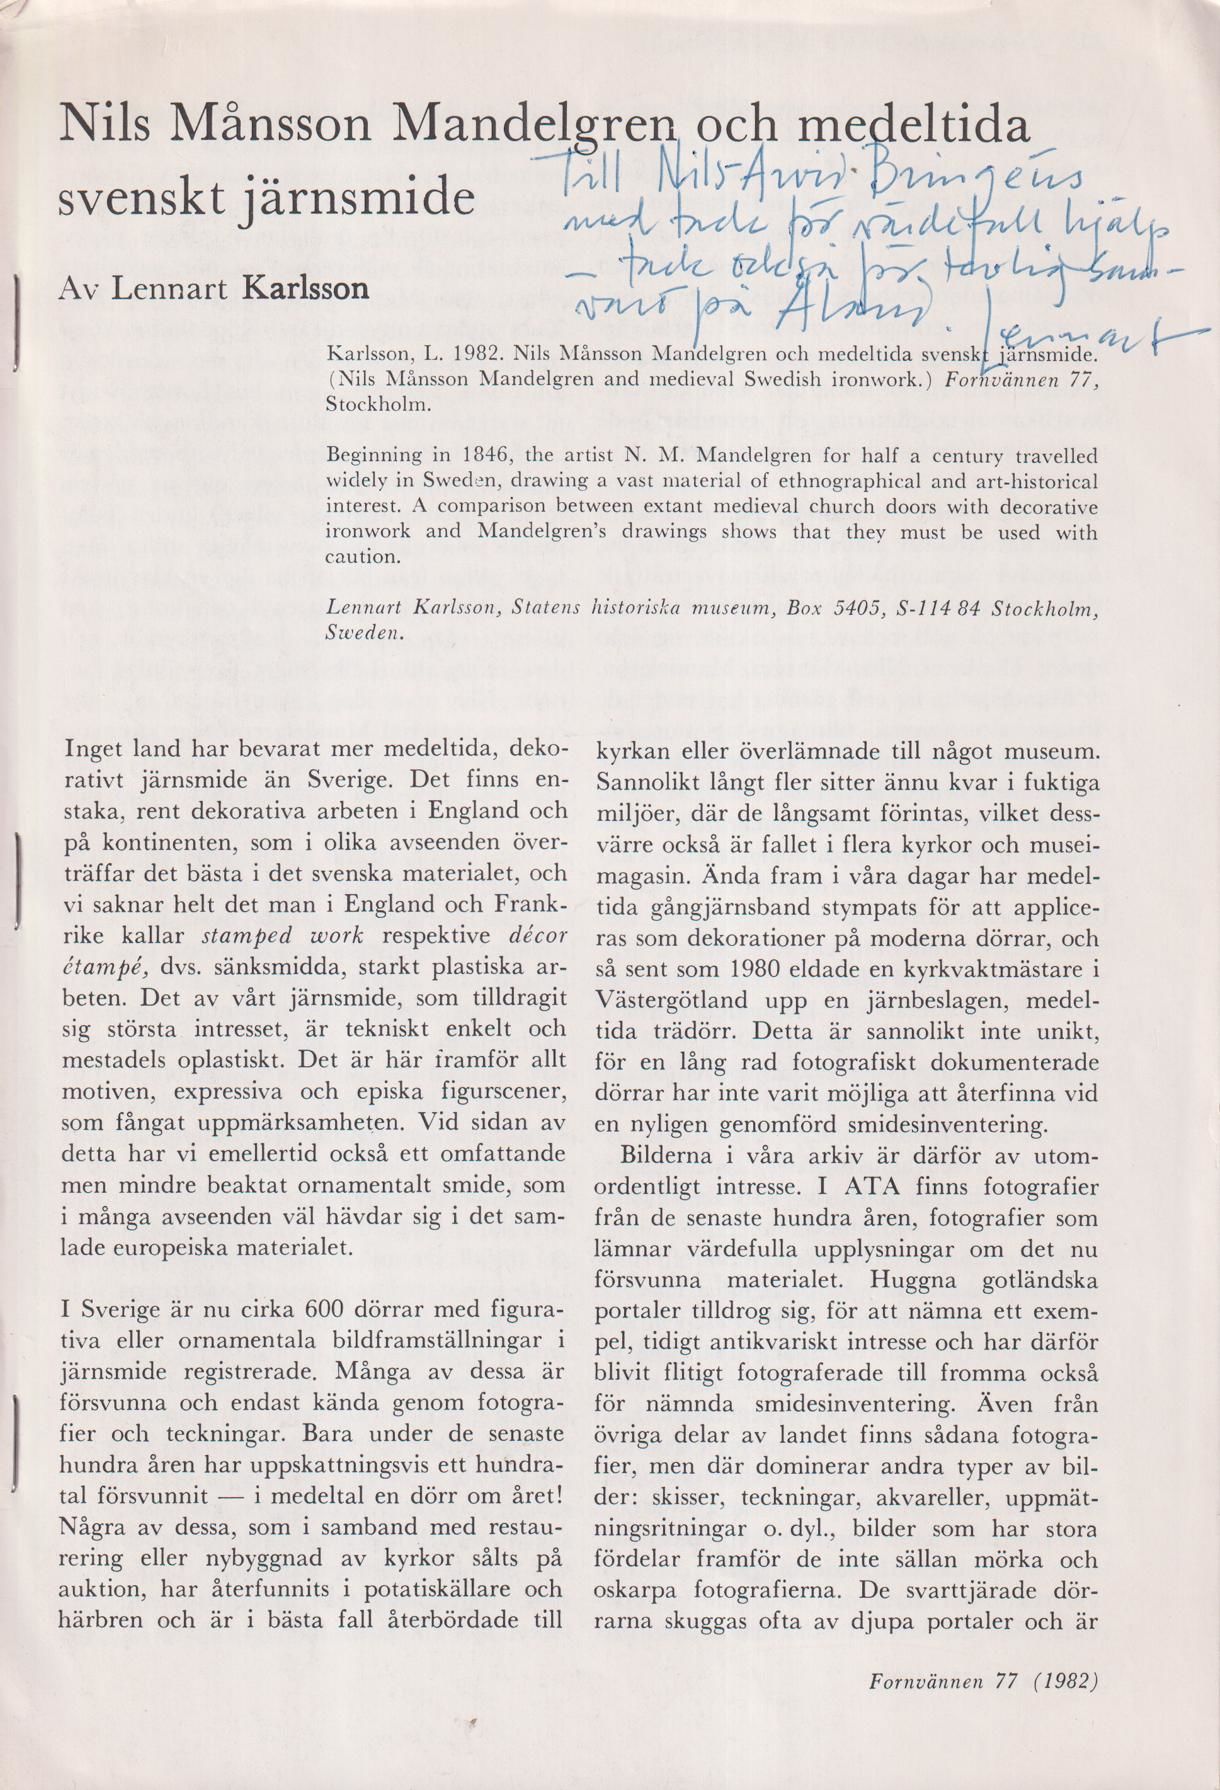 Nils Månsson Mandelgren och medeltida
svenskt järnsmide
Till Nils-Arvid Bringéus
med tack för värdefull hjälp
– tack också för trevlig sam-
varo på Åland. Lennart
Av Lennart Karlsson
Karlsson, L. 1982. Nils Månsson Mandelgren och medeltida svenskt järnsmide.
(Nils Månsson Mandelgren and medieval Swedish ironwork.) Fornvännen 77,
Stockholm.
Beginning in 1846, the artist N. M. Mandelgren for half a century travelled
widely in Sweden, drawing a vast material of ethnographical and art-historical
interest. A comparison between extant medieval church doors with decorative
ironwork and Mandelgren's drawings shows that they must be used with
caution.
Lennart Karlsson, Statens historiska museum, Box 5405, S-114 84 Stockholm,
Sweden.
Inget land har bevarat mer medeltida, deko-
rativt järnsmide än Sverige. Det finns en-
staka, rent dekorativa arbeten i England och
på kontinenten, som i olika avseenden över-
träffar det bästa i det svenska materialet, och
vi saknar helt det man i England och Frank-
rike kallar stamped work respektive décor
étampé, dvs. sänksmidda, starkt plastiska ar-
beten. Det av vårt järnsmide, som tilldragit
sig största intresset, är tekniskt enkelt och
mestadels oplastiskt. Det är här framför allt
motiven, expressiva och episka figurscener,
som fångat uppmärksamheten. Vid sidan av
detta har vi emellertid också ett omfattande
men mindre beaktat ornamentalt smide, som
i många avseenden väl hävdar sig i det sam-
lade europeiska materialet.
I Sverige är nu cirka 600 dörrar med figura-
tiva eller ornamentala bildframställningar i
järnsmide registrerade. Många av dessa är
försvunna och endast kända genom fotogra-
fier och teckningar. Bara under de senaste
hundra åren har uppskattningsvis ett hundra-
tal försvunnit — i medeltal en dörr om året!
Några av dessa, som i samband med restau-
rering eller nybyggnad av kyrkor sålts på
auktion, har återfunnits i potatiskällare och
härbren och är i bästa fall återbördade till
kyrkan eller överlämnade till något museum.
Sannolikt långt fler sitter ännu kvar i fuktiga
miljöer, där de långsamt förintas, vilket dess-
värre också är fallet i flera kyrkor och musei-
magasin. Ända fram i våra dagar har medel-
tida gångjärnsband stympats för att applice-
ras som dekorationer på moderna dörrar, och
så sent som 1980 eldade en kyrkvaktmästare i
Västergötland upp en järnbeslagen, medel-
tida trädörr. Detta är sannolikt inte unikt,
för en lång rad fotografiskt dokumenterade
dörrar har inte varit möjliga att återfinna vid
en nyligen genomförd smidesinventering.
Bilderna i våra arkiv är därför av utom-
ordentligt intresse. I ATA finns fotografier
från de senaste hundra åren, fotografier som
lämnar värdefulla upplysningar om det nu
försvunna materialet. Huggna gotländska
portaler tilldrog sig, för att nämna ett exem-
pel, tidigt antikvariskt intresse och har därför
blivit flitigt fotograferade till fromma också
för nämnda smidesinventering. Även från
övriga delar av landet finns sådana fotogra-
fier, men där dominerar andra typer av bil-
der: skisser, teckningar, akvareller, uppmät-
ningsritningar o. dyl., bilder som har stora
fördelar framför de inte sällan mörka och
oskarpa fotografierna. De svarttjärade dör-
rarna skuggas ofta av djupa portaler och är
Fornvännen 77 (1982)